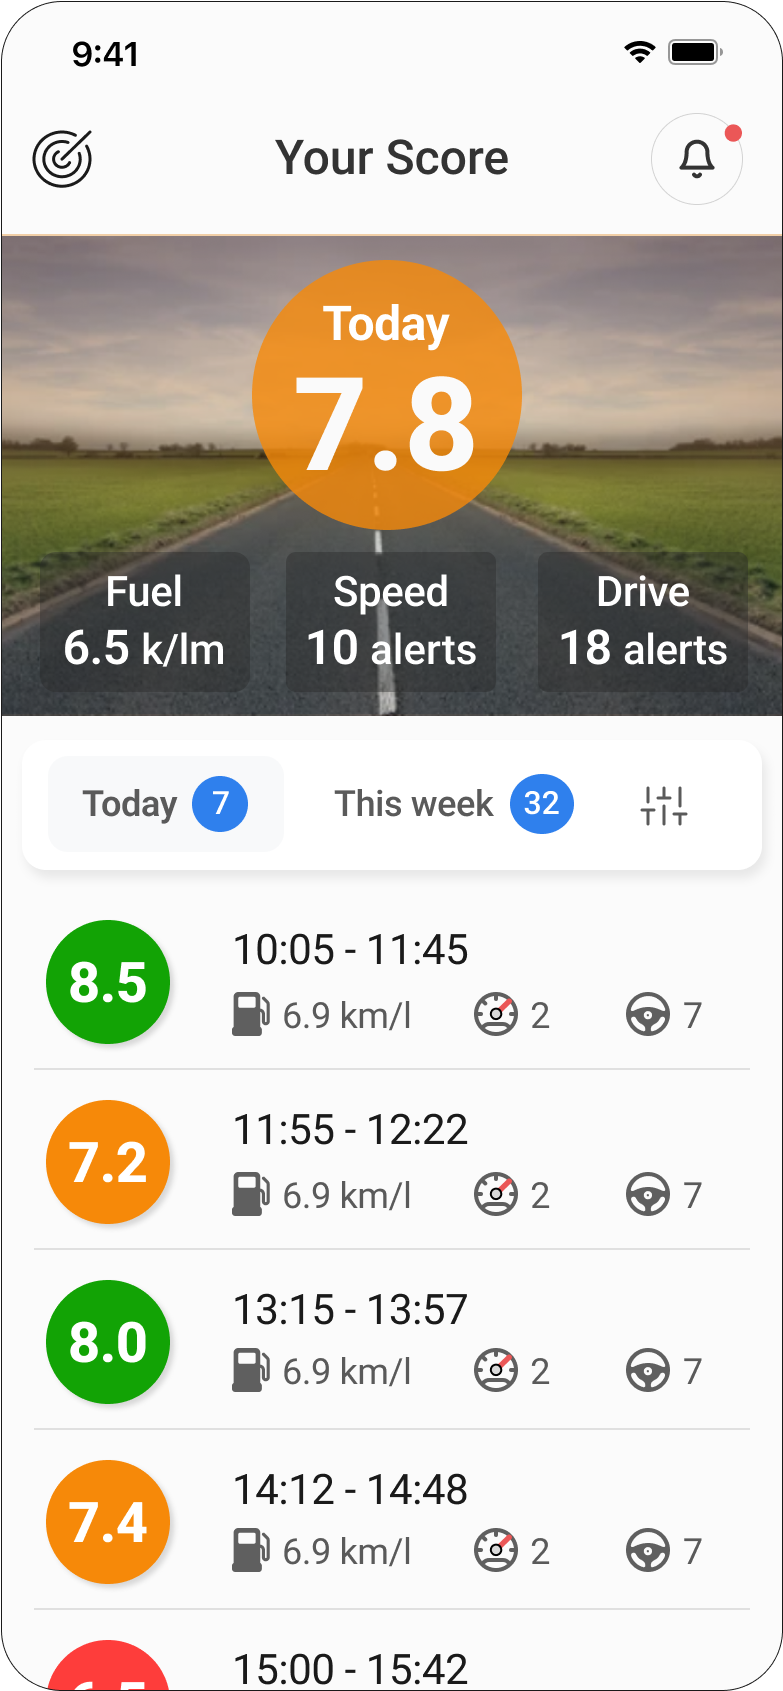 9:41
Your Score
Today
7.8
Fuel
6.5 k/lm
Speed
10 alerts
Drive
18 alerts
Today 7
This week 32
8.5
10:05 - 11:45
6.9 km/l 2 7
7.2
11:55 - 12:22
6.9 km/l 2 7
8.0
13:15 - 13:57
6.9 km/l 2 7
7.4
14:12 - 14:48
6.9 km/l 2 7
15:00 - 15:42